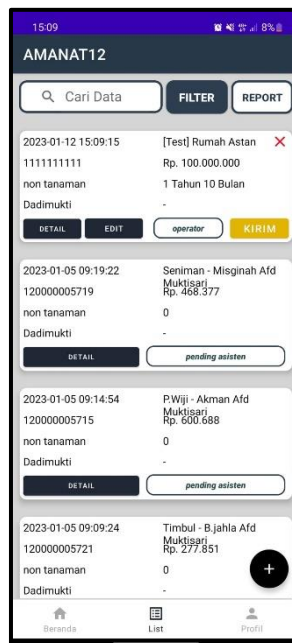 15:09 8%
AMANAT12
Cari Data FILTER REPORT
2023-01-12 15:09:15 [Test] Rumah Astan
1111111111 Rp. 100.000.000
non tanaman 1 Tahun 10 Bulan
Dadimukti -
DETAIL EDIT operator KIRIM
2023-01-05 09:19:22 Seniman - Misginah Afd
Muktisari
120000005719 Rp. 468.377
non tanaman 0
Dadimukti -
DETAIL pending asisten
2023-01-05 09:14:54 P.Wiji - Akman Afd
Muktisari
120000005715 Rp. 600.688
non tanaman 0
Dadimukti -
DETAIL pending asisten
2023-01-05 09:09:24 Timbul - B.jahla Afd
Muktisari
120000005721 Rp. 277.851
non tanaman 0
Dadimukti -
+
Beranda List Profil